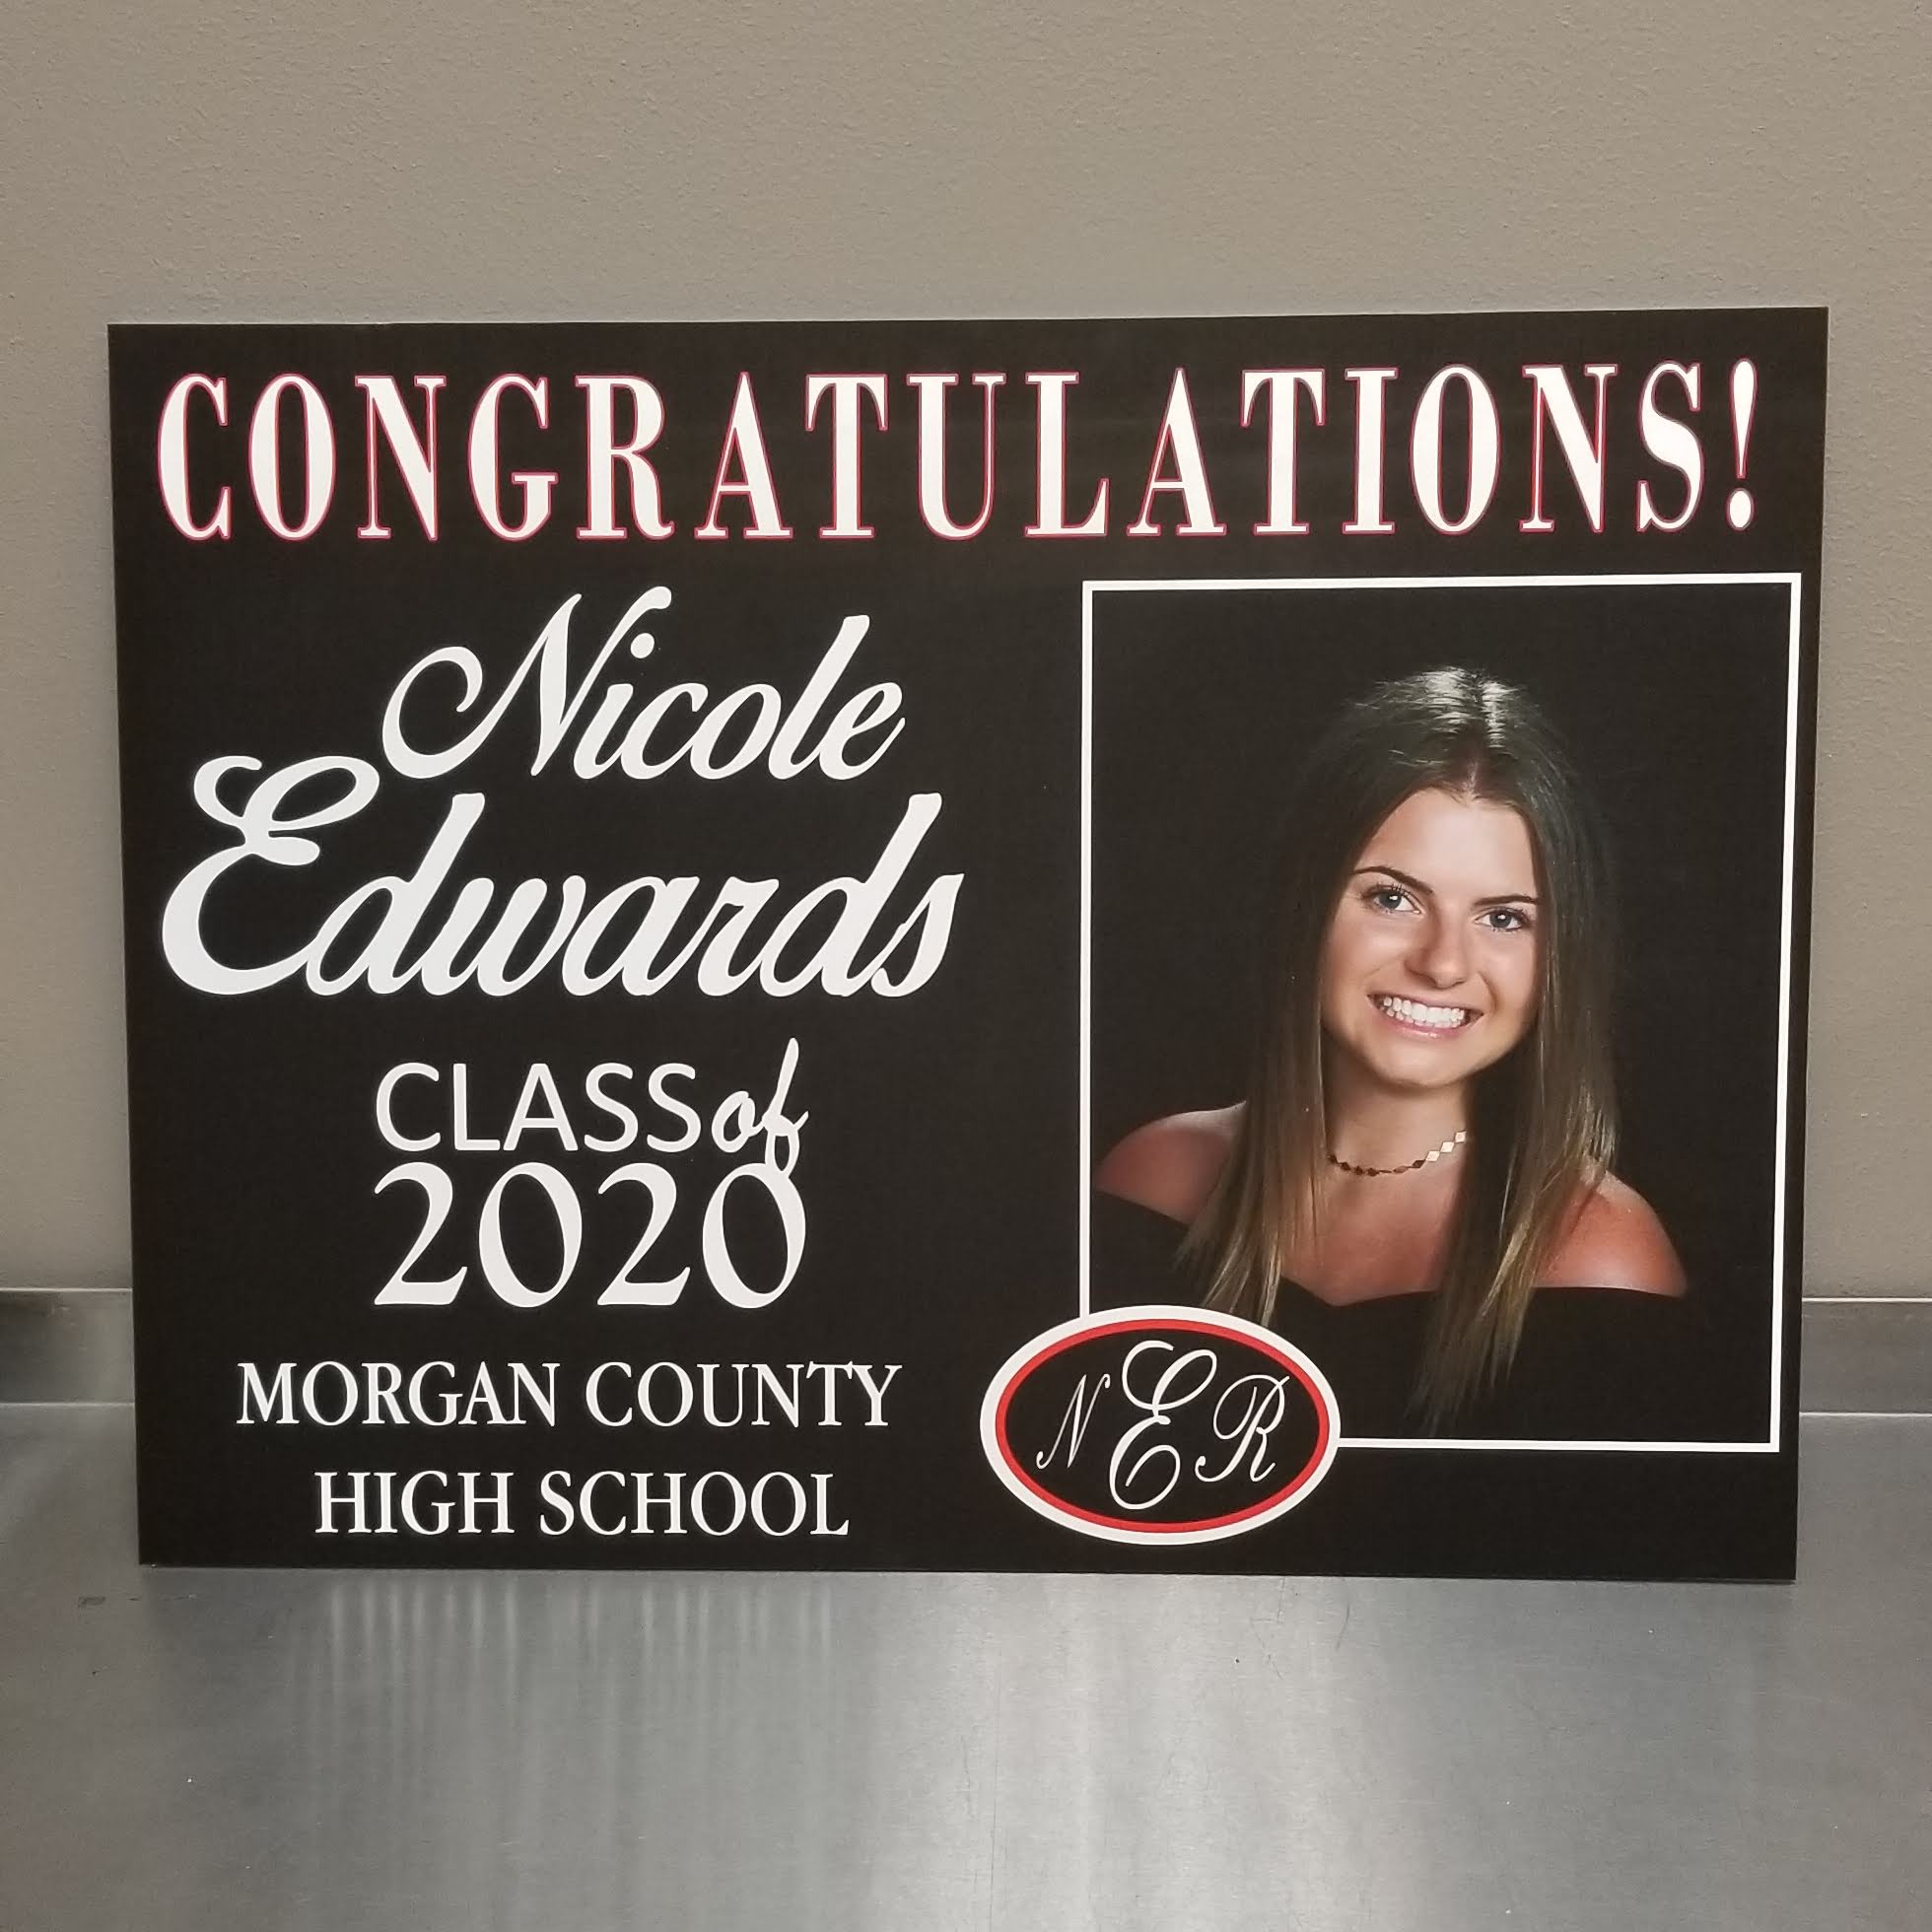 CONGRATULATIONS!
Nicole
Edwards
CLASS of
2020
MORGAN COUNTY
HIGH SCHOOL
NER